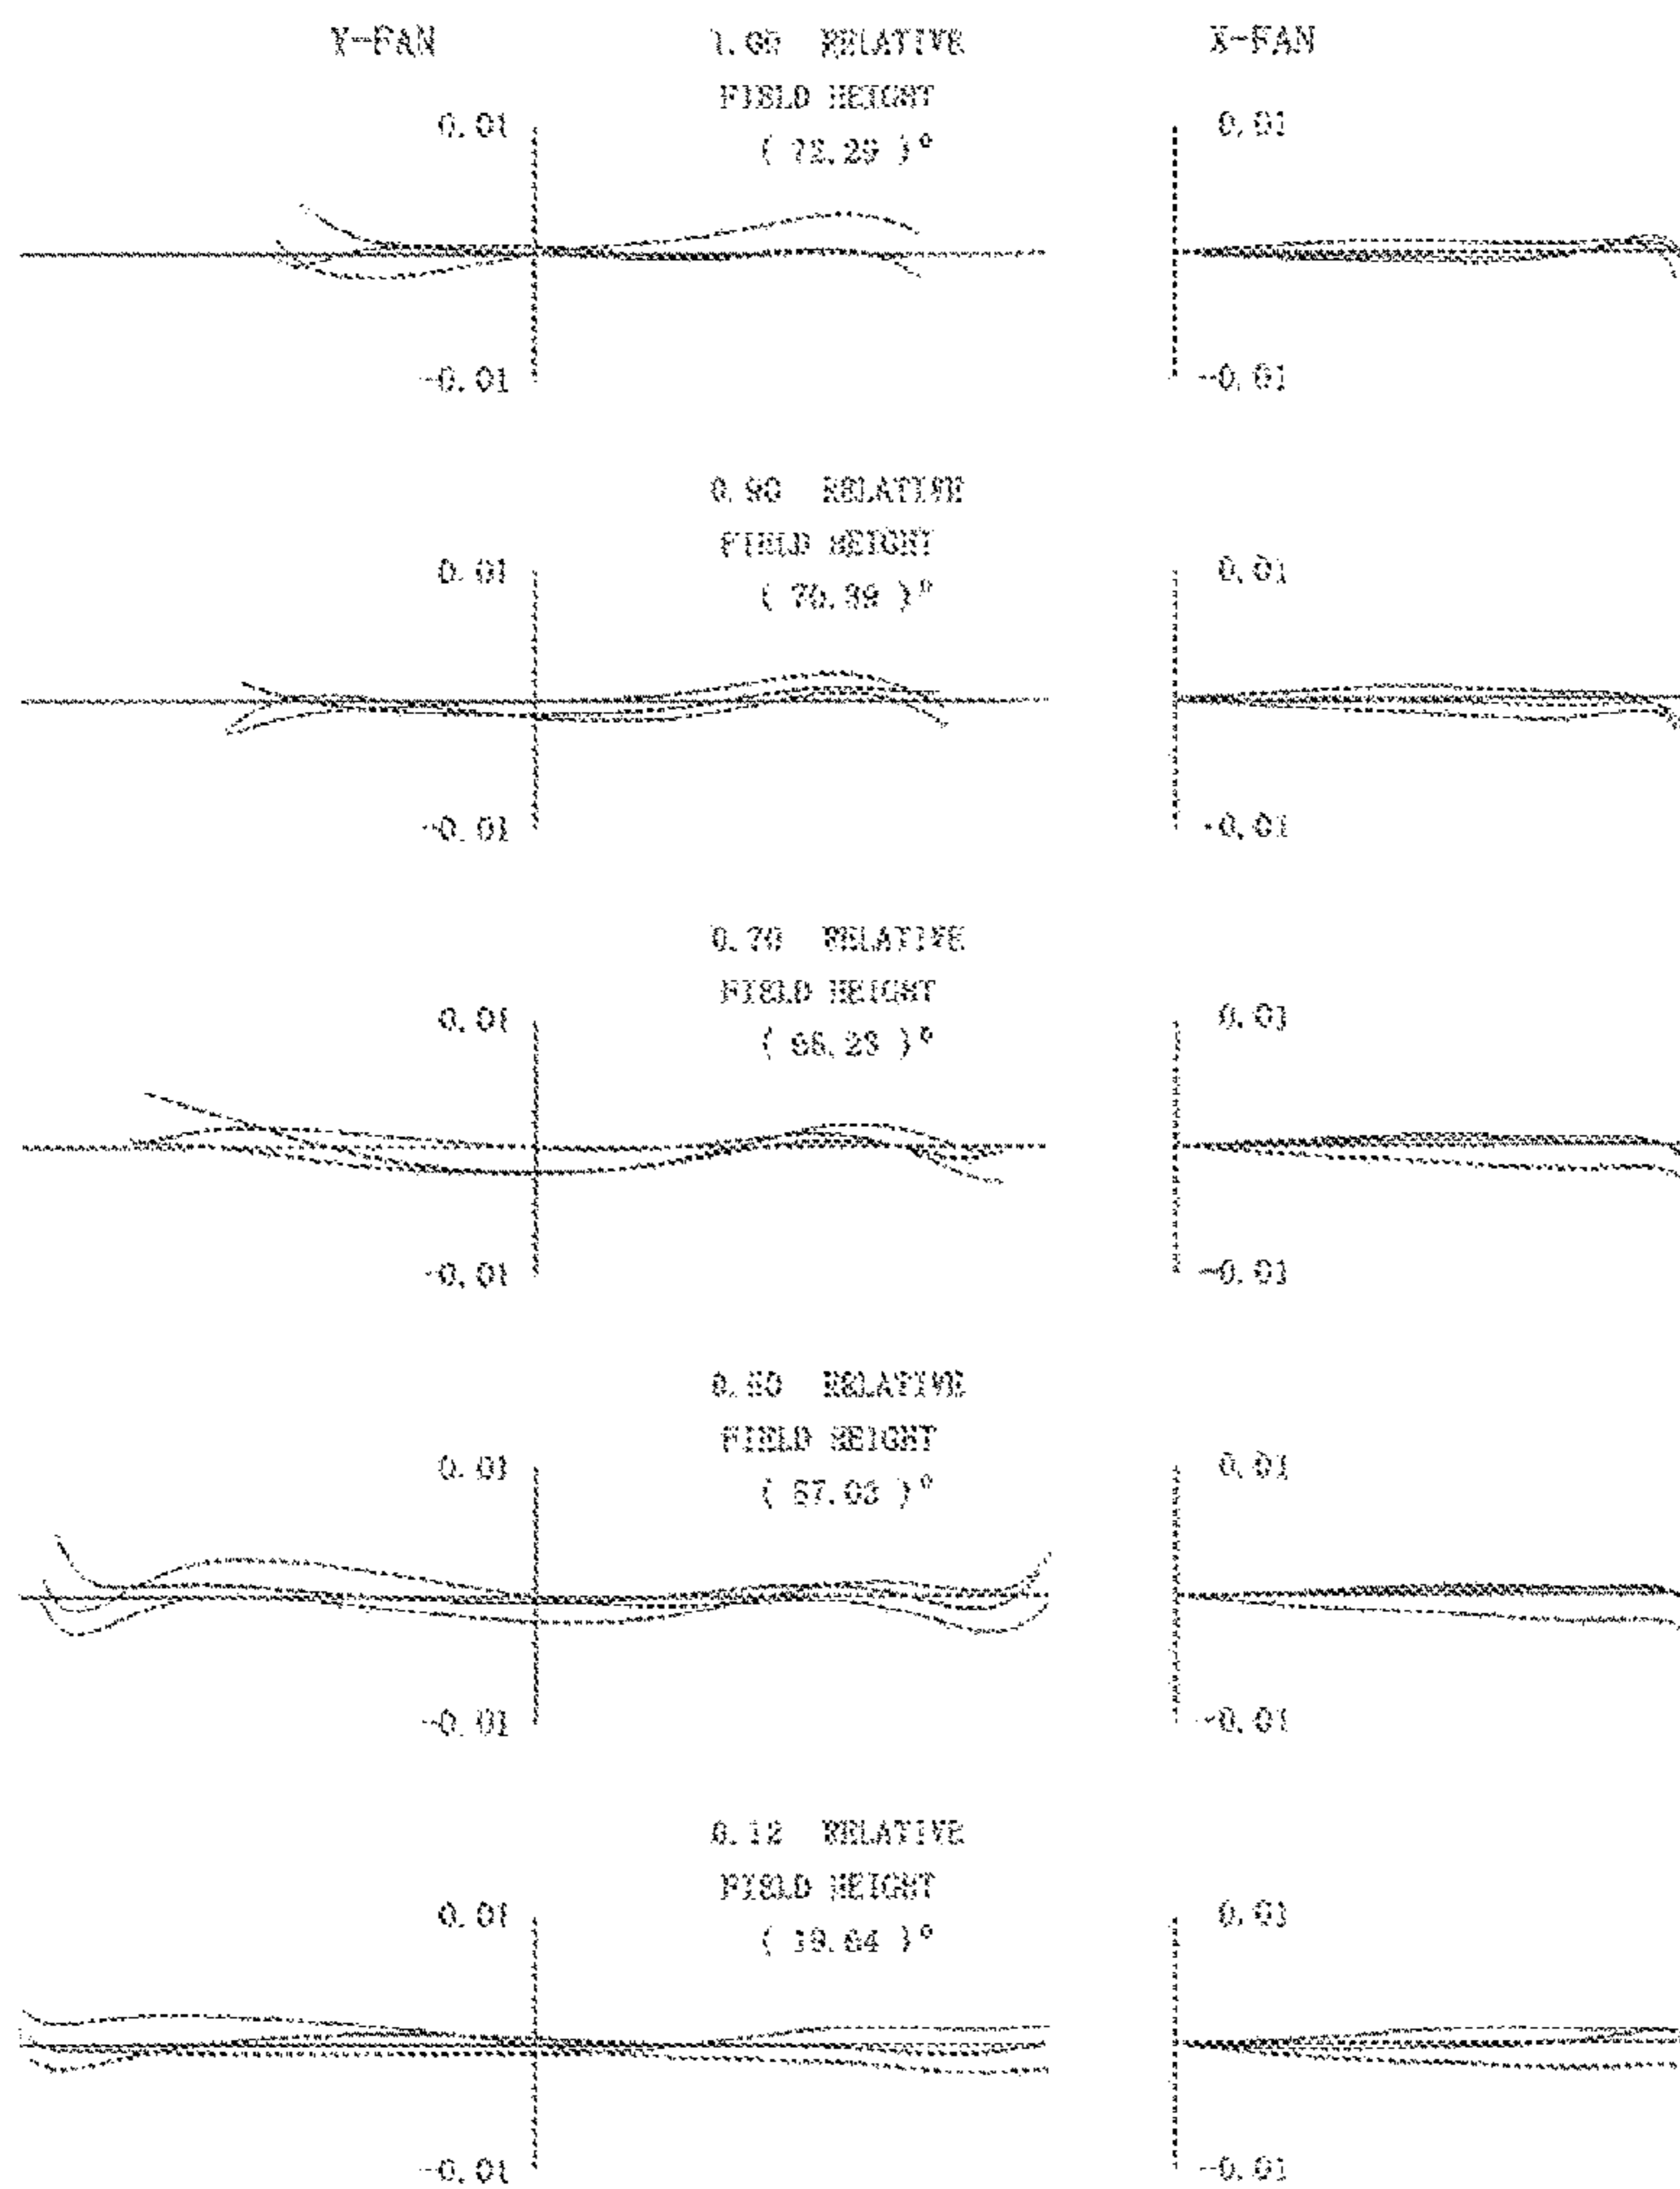 Y-FAN 1.00 RELATIVE X-FAN
FIELD HEIGHT
0.01 ( 72.29 )° 0.01
-0.01 -0.01
0.90 RELATIVE
FIELD HEIGHT
0.01 ( 70.39 )° 0.01
-0.01 -0.01
0.70 RELATIVE
FIELD HEIGHT
0.01 ( 65.23 )° 0.01
-0.01 -0.01
0.50 RELATIVE
FIELD HEIGHT
0.01 ( 57.03 )° 0.01
-0.01 -0.01
0.12 RELATIVE
FIELD HEIGHT
0.01 ( 19.64 )° 0.01
-0.01 -0.01